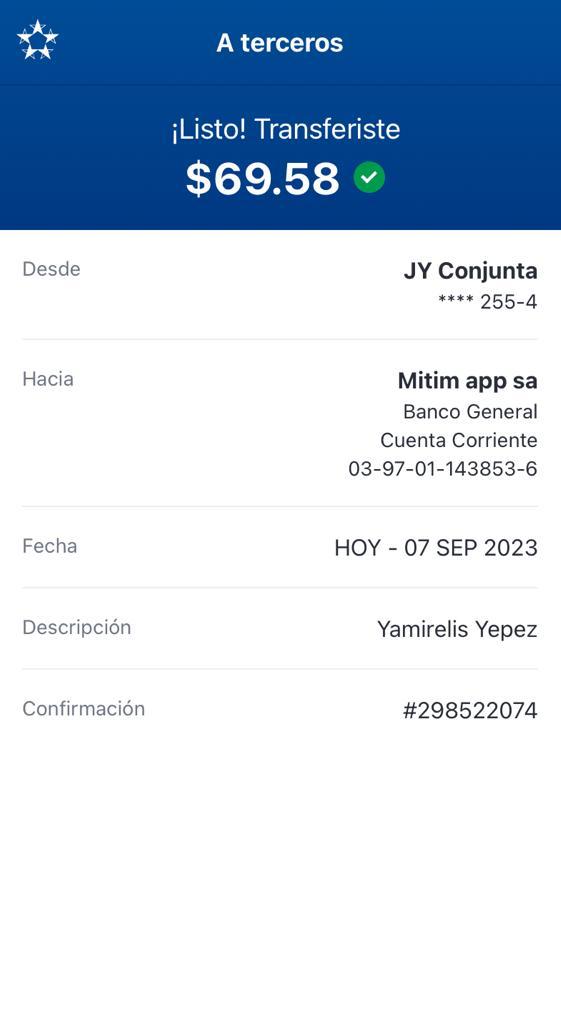 A terceros
¡Listo! Transferiste
$69.58
Desde
JY Conjunta
**** 255-4
Hacia
Mitim app sa
Banco General
Cuenta Corriente
03-97-01-143853-6
Fecha
HOY - 07 SEP 2023
Descripción
Yamirelis Yepez
Confirmación
#298522074